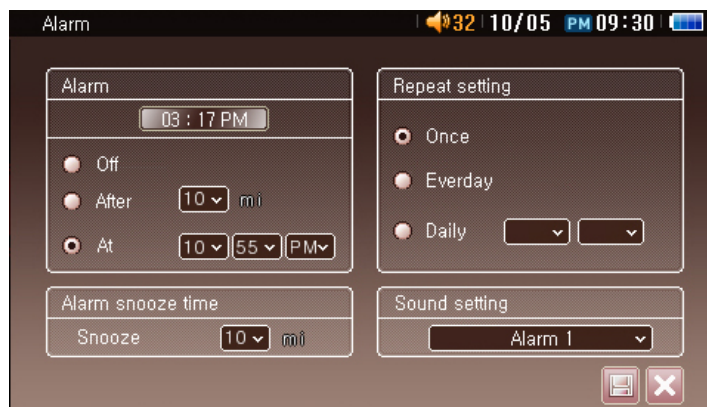 Alarm 32 10/05 PM 09:30
Alarm
03 : 17 PM
Off
After 10 mi
At 10 55 PM
Repeat setting
Once
Everday
Daily
Alarm snooze time
Snooze 10 mi
Sound setting
Alarm 1